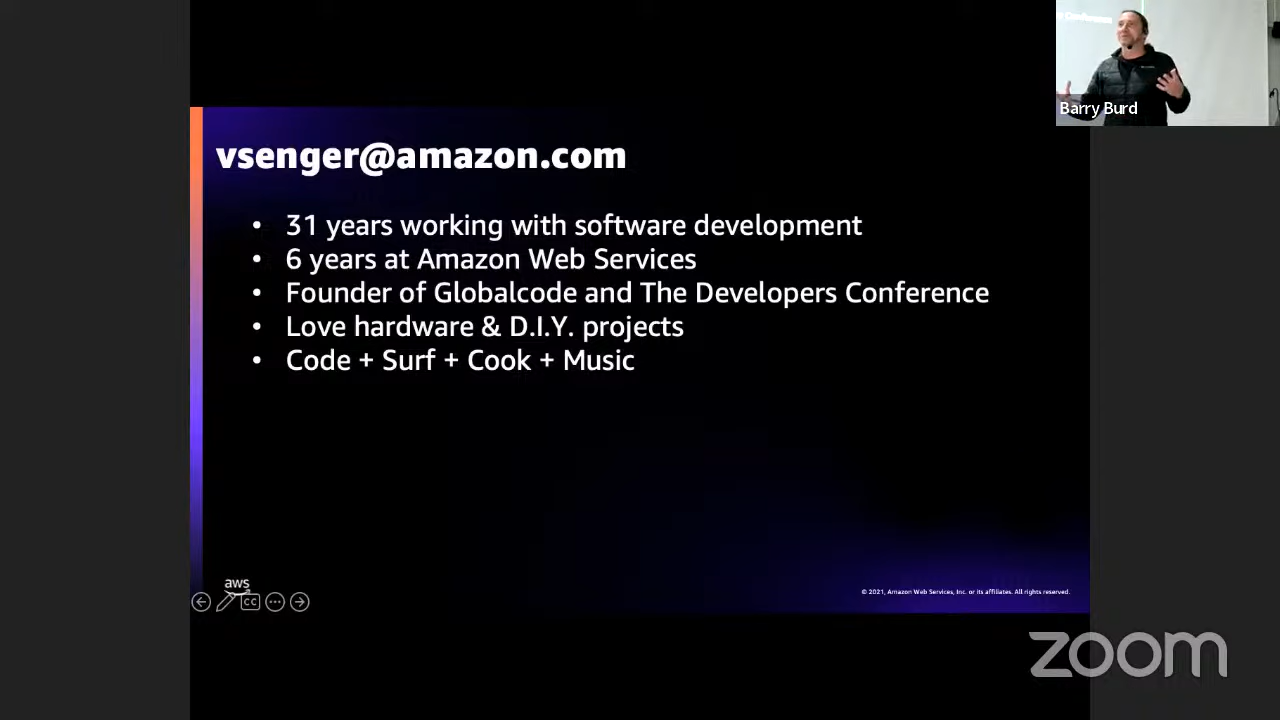 Barry Burd
vsenger@amazon.com
• 31 years working with software development
• 6 years at Amazon Web Services
• Founder of Globalcode and The Developers Conference
• Love hardware & D.I.Y. projects
• Code + Surf + Cook + Music
aws
CC
© 2021, Amazon Web Services, Inc. or its affiliates. All rights reserved.
zoom